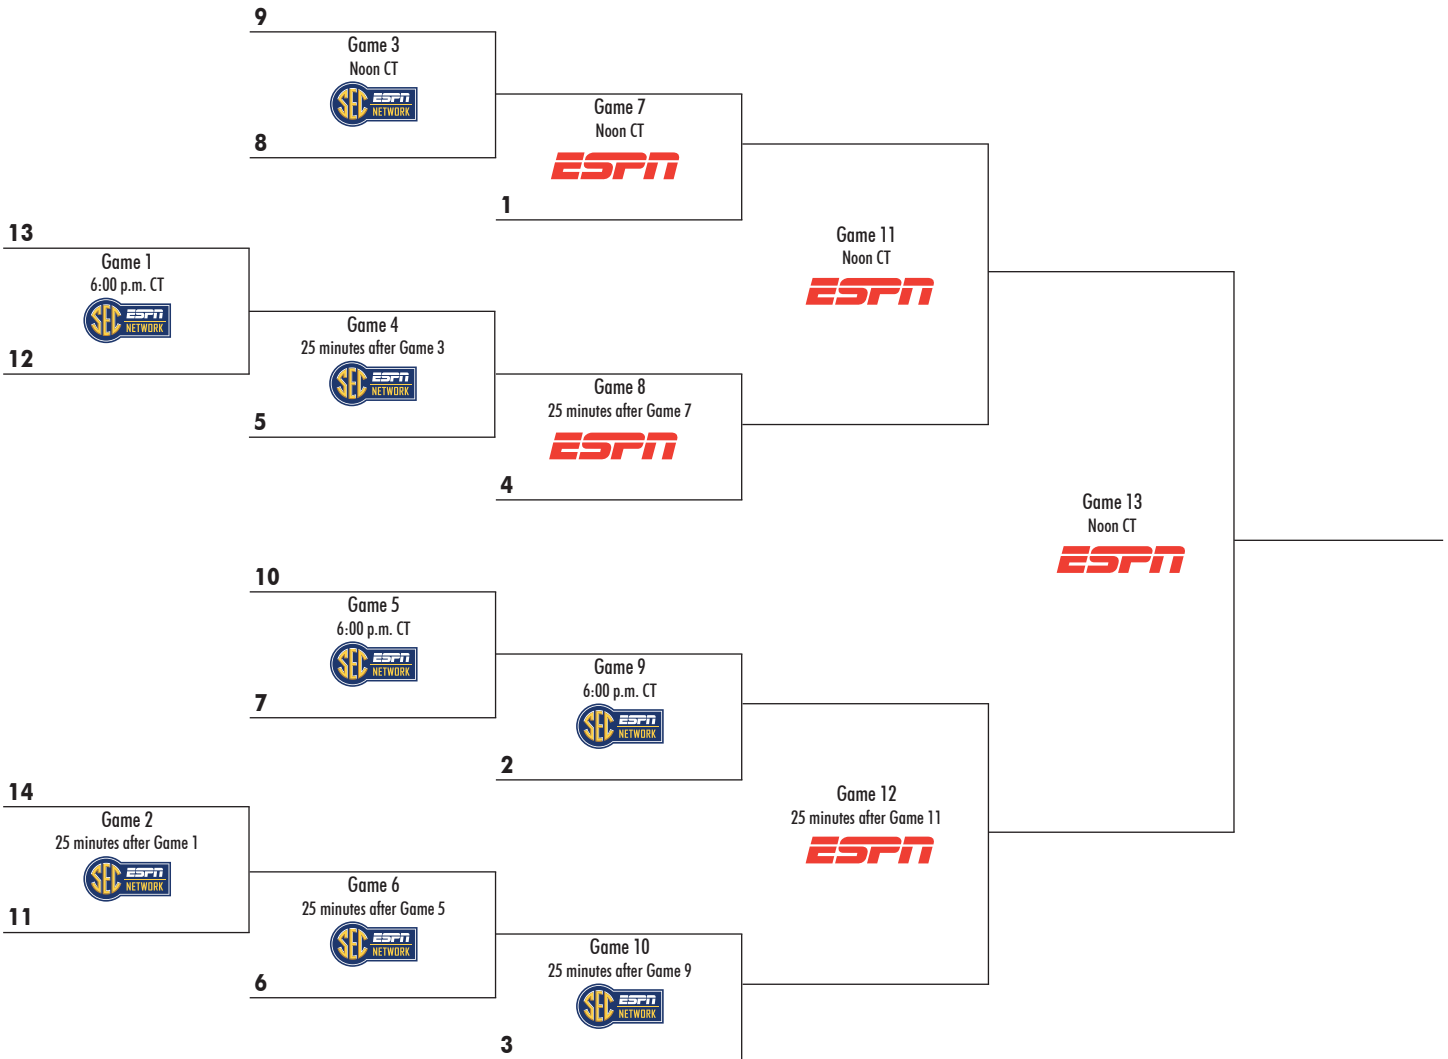 9
Game 3
Noon CT
SEC ESPN NETWORK
8
Game 7
Noon CT
ESPN
1
13
Game 1
6:00 p.m. CT
SEC ESPN NETWORK
12
Game 4
25 minutes after Game 3
SEC ESPN NETWORK
5
Game 8
25 minutes after Game 7
ESPN
4
Game 11
Noon CT
ESPN
Game 13
Noon CT
ESPN
10
Game 5
6:00 p.m. CT
SEC ESPN NETWORK
7
Game 9
6:00 p.m. CT
SEC ESPN NETWORK
2
14
Game 2
25 minutes after Game 1
SEC ESPN NETWORK
11
Game 6
25 minutes after Game 5
SEC ESPN NETWORK
6
Game 10
25 minutes after Game 9
SEC ESPN NETWORK
3
Game 12
25 minutes after Game 11
ESPN